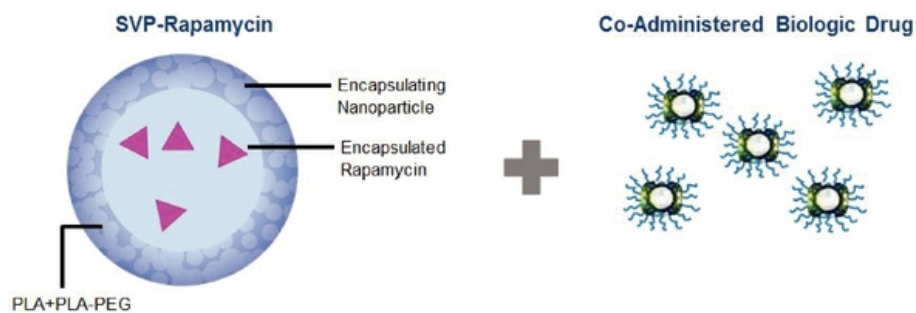 SVP-Rapamycin
Co-Administered Biologic Drug
Encapsulating
Nanoparticle
Encapsulated
Rapamycin
PLA+PLA-PEG